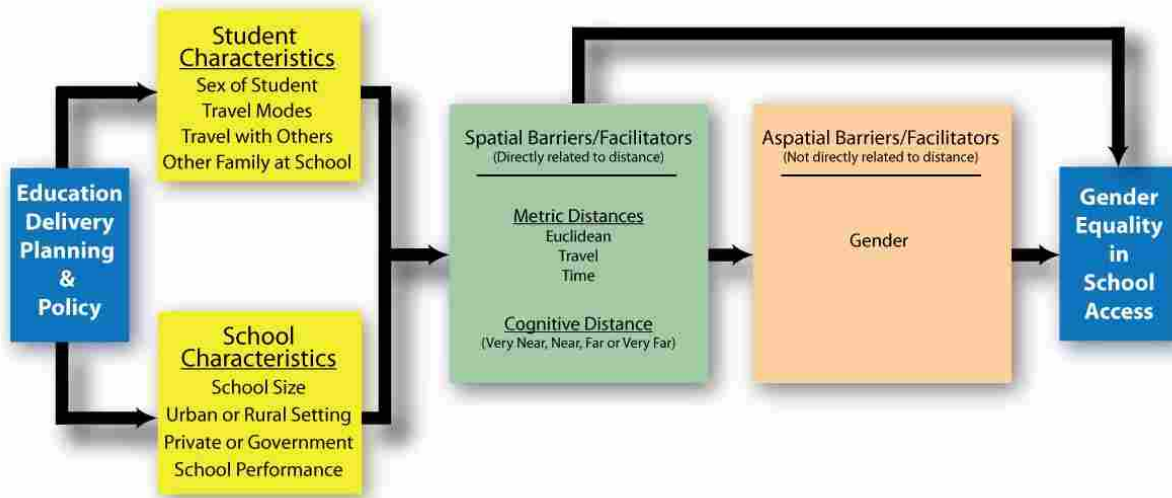 Education
Delivery
Planning
&
Policy
Student
Characteristics
Sex of Student
Travel Modes
Travel with Others
Other Family at School
School
Characteristics
School Size
Urban or Rural Setting
Private or Government
School Performance
Spatial Barriers/Facilitators
(Directly related to distance)
Metric Distances
Euclidean
Travel
Time
Cognitive Distance
(Very Near, Near, Far or Very Far)
Aspatial Barriers/Facilitators
(Not directly related to distance)
Gender
Gender
Equality
in
School
Access